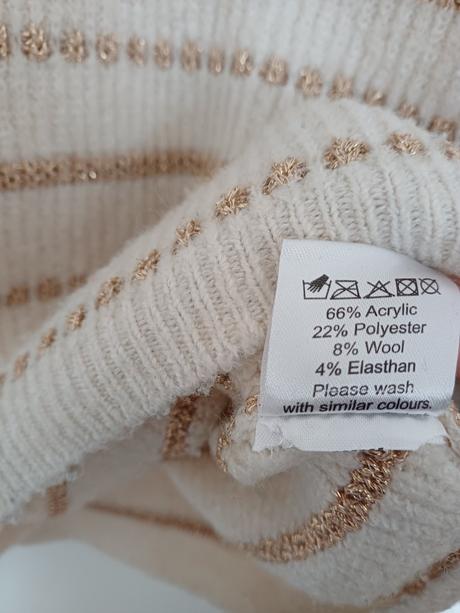 66% Acrylic
22% Polyester
8% Wool
4% Elasthan
Please wash
with similar colours.